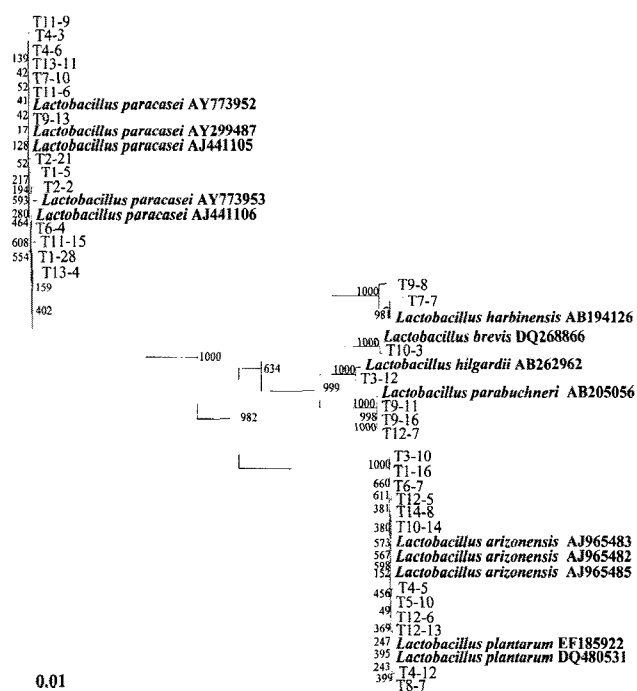 T11-9
T4-3
T4-6
139
T13-11
42
T7-10
52
T11-6
41
Lactobacillus paracasei AY773952
42
T9-13
17
Lactobacillus paracasei AY299487
128
Lactobacillus paracasei AJ441105
52
T2-21
T1-5
217
194
T2-2
593
Lactobacillus paracasei AY773953
280
Lactobacillus paracasei AJ441106
464
T6-4
608
T11-15
554
T1-28
T13-4
159
402
T9-8
1000
T7-7
981
Lactobacillus harbinensis AB194126
1000
Lactobacillus brevis DQ268866
T10-3
1000
634
1000
Lactobacillus hilgardii AB262962
T3-12
999
Lactobacillus parabuchneri AB205056
1000
T9-11
998
T9-16
1000
T12-7
982
T3-10
1000
T1-16
660
T6-7
611
T12-5
381
T14-8
380
T10-14
573
Lactobacillus arizonensis AJ965483
567
Lactobacillus arizonensis AJ965482
598
152
Lactobacillus arizonensis AJ965485
T4-5
456
T5-10
49
T12-6
369
T12-13
247
Lactobacillus plantarum EF185922
395
Lactobacillus plantarum DQ480531
243
T4-12
399
T8-7
0.01